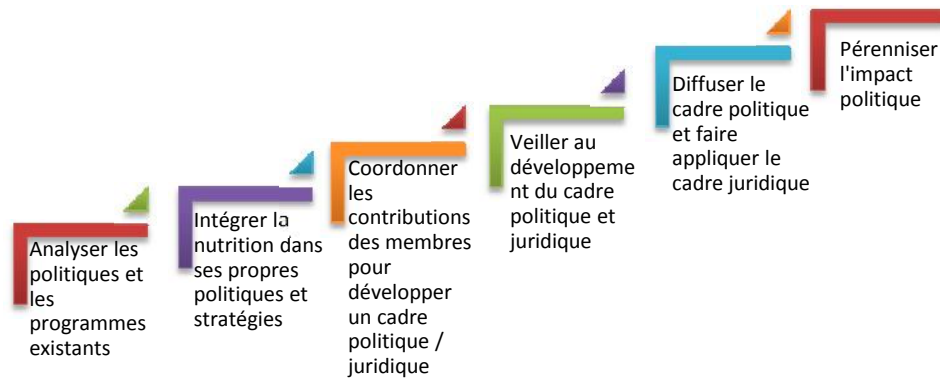 Analyser les
politiques et
les
programmes
existants
Intégrer la
nutrition dans
ses propres
politiques et
stratégies
Coordonner
les
contributions
des membres
pour
développer
un cadre
politique /
juridique
Veiller au
développeme
nt du cadre
politique et
juridique
Diffuser le
cadre politique
et faire
appliquer le
cadre juridique
Pérenniser
l'impact
politique